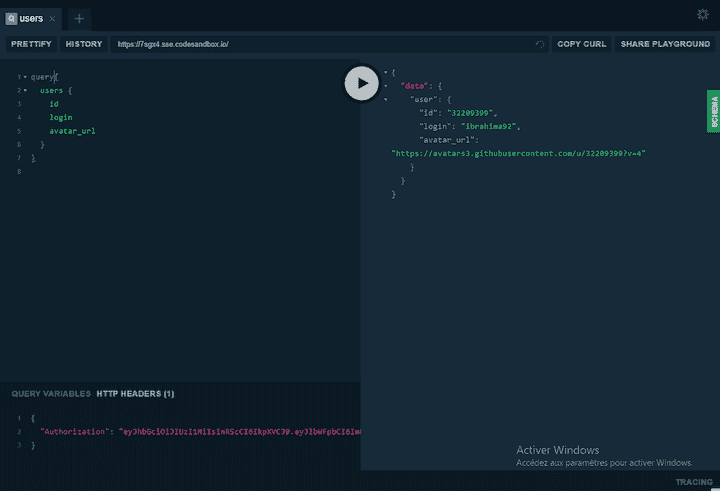 users
PRETTIFY HISTORY https://7sgx4.sse.codesandbox.io/ COPY CURL SHARE PLAYGROUND
1 query{
2 users {
3 id
4 login
5 avatar_url
6 }
7 }
8
{
"data": {
"user": {
"id": "32209399",
"login": "ibrahima92",
"avatar_url":
"https://avatars3.githubusercontent.com/u/32209399?v=4"
}
}
}
SCHEMA
QUERY VARIABLES HTTP HEADERS (1)
1 {
2 "Authorization":
3 }
Activer Windows
Accédez aux paramètres pour activer Windows.
TRACING